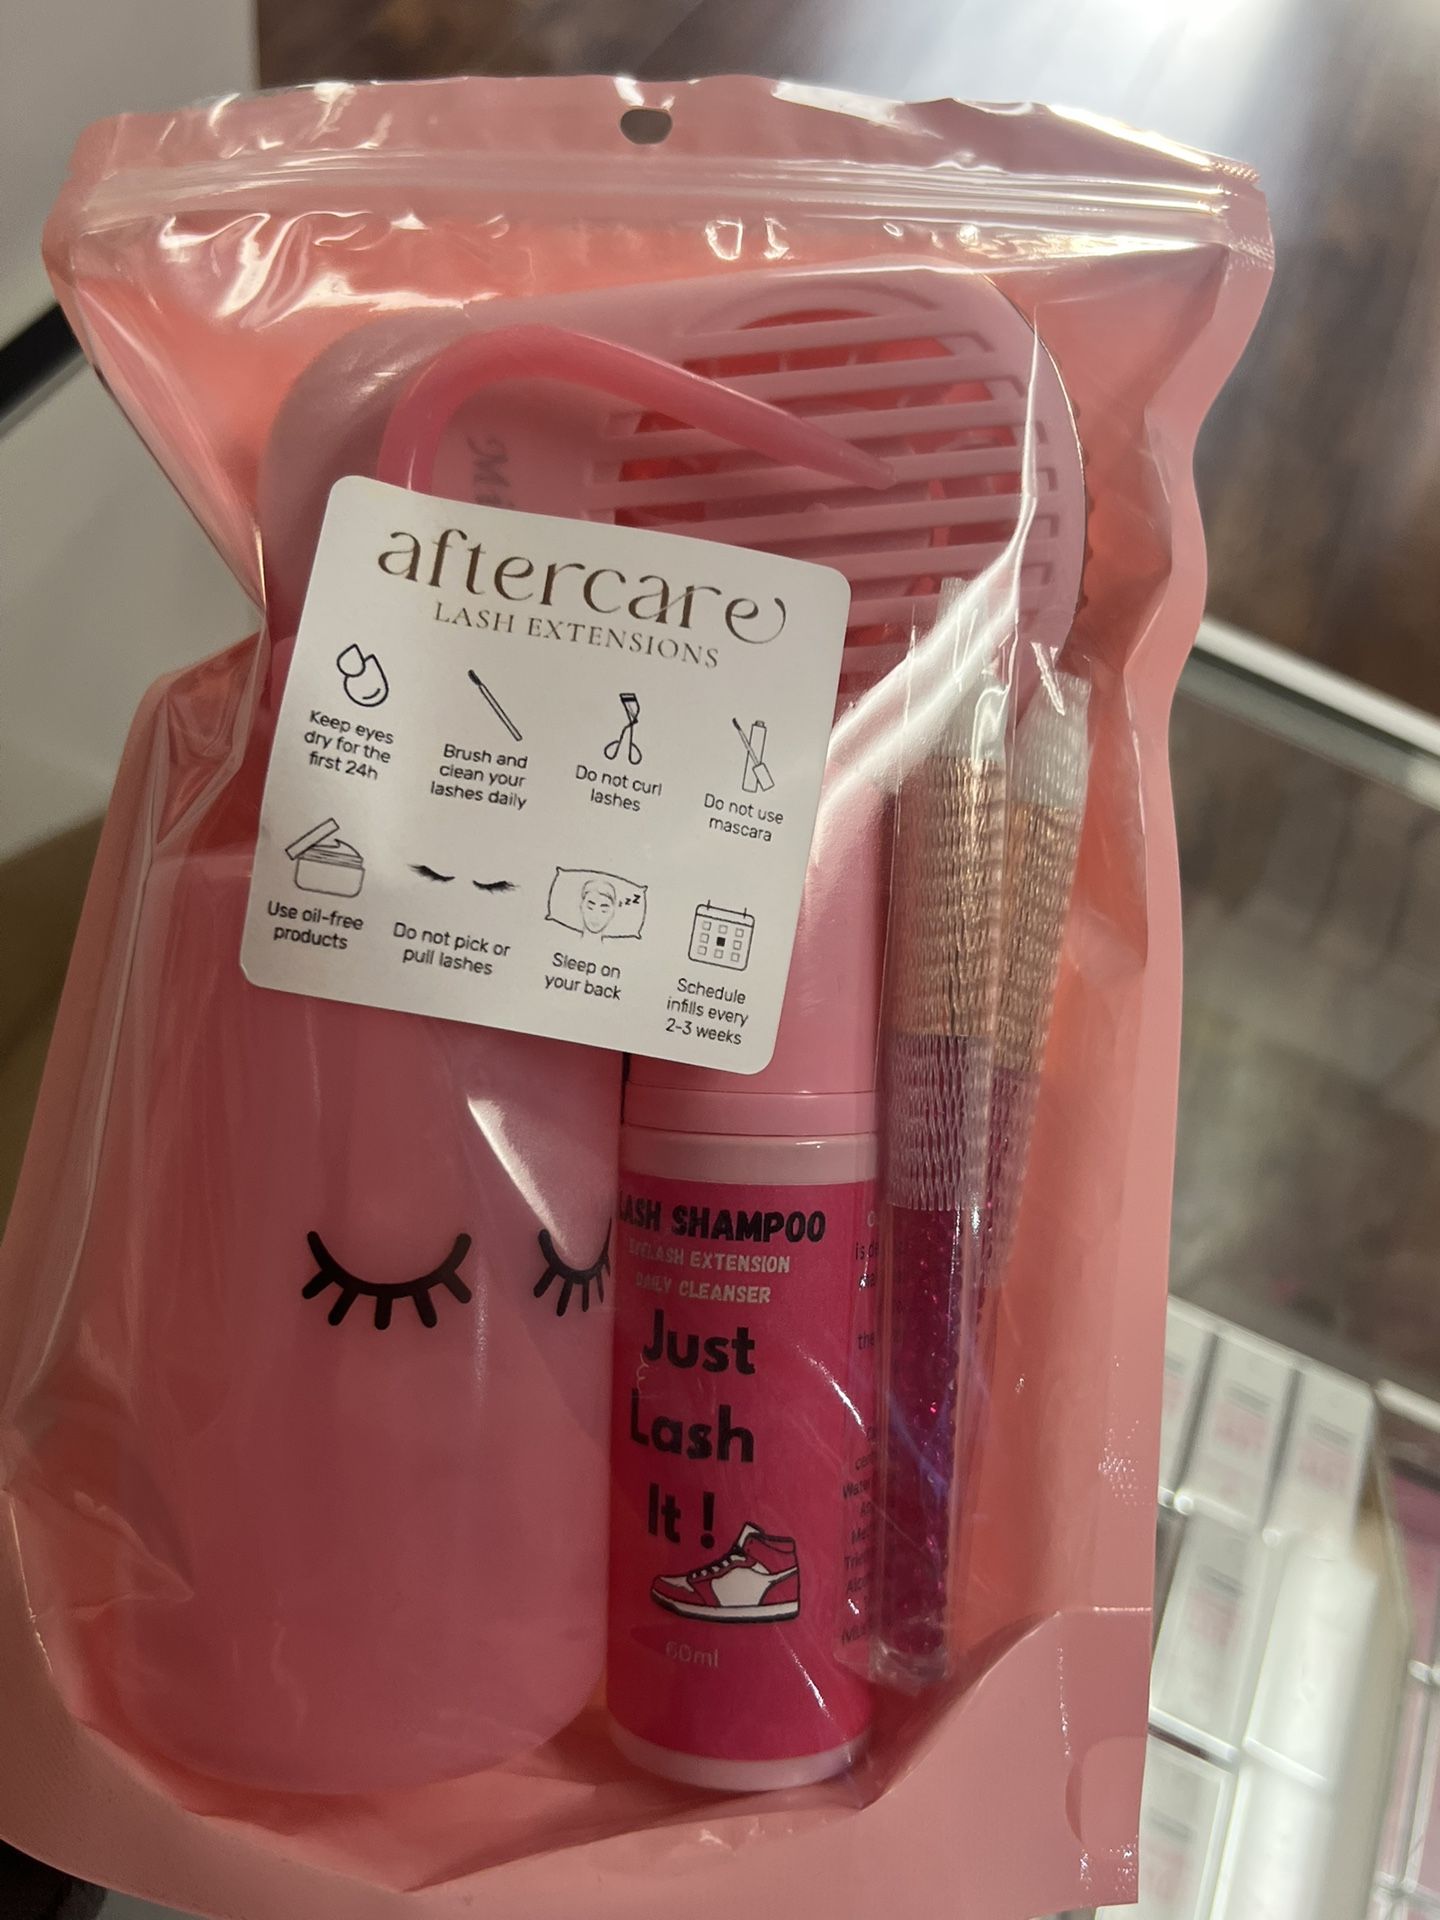 Mi
aftercare
LASH EXTENSIONS
Keep eyes
dry for the
first 24h
Brush and
clean your
lashes daily
Do not curl
lashes
Do not use
mascara
Use oil-free
products
Do not pick or
pull lashes
zzZ
Sleep on
your back
Schedule
infills every
2-3 weeks
LASH SHAMPOO
EYELASH EXTENSION
DAILY CLEANSER
Just
Lash
It !
60ml